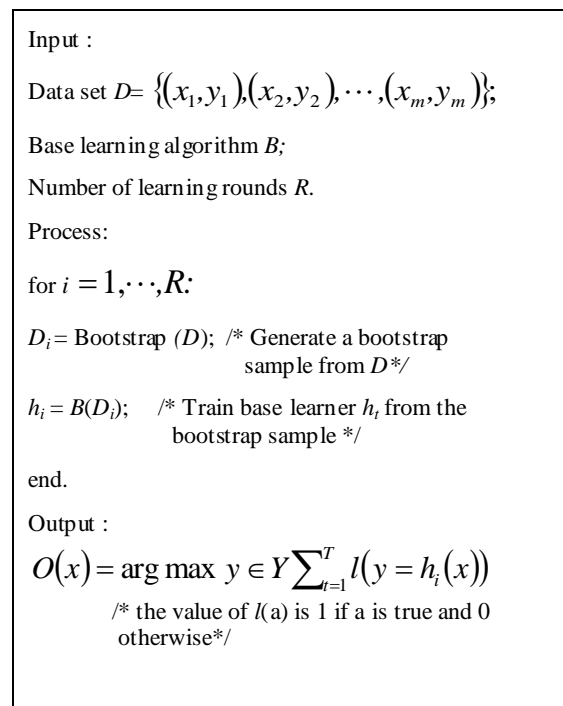 Input :
Data set D= {(x₁,y₁),(x₂,y₂),⋯,(xₘ,yₘ)};
Base learning algorithm B;
Number of learning rounds R.
Process:
for i = 1,⋯,R:
Dᵢ = Bootstrap (D); /* Generate a bootstrap
sample from D*/
hᵢ = B(Dᵢ); /* Train base learner hₜ from the
bootstrap sample */
end.
Output :
O(x) = arg max y ∈ Y∑ₜ₌₁ᵀ l(y = hᵢ(x))
/* the value of l(a) is 1 if a is true and 0
otherwise*/